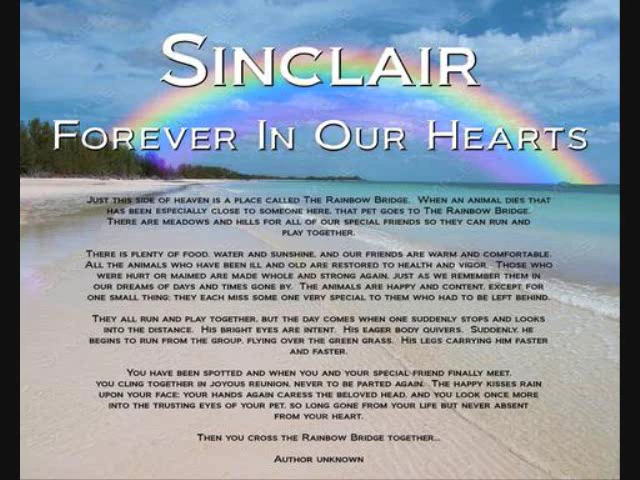 Sinclair
Forever In Our Hearts
Just this side of heaven is a place called The Rainbow Bridge. When an animal dies that
has been especially close to someone here, that pet goes to The Rainbow Bridge.
There are meadows and hills for all of our special friends so they can run and
play together.
There is plenty of food, water and sunshine, and our friends are warm and comfortable.
All the animals who have been ill and old are restored to health and vigor. Those who
were hurt or maimed are made whole and strong again, just as we remember them in
our dreams of days and times gone by. The animals are happy and content, except for
one small thing; they each miss some one very special to them who had to be left behind.
They all run and play together, but the day comes when one suddenly stops and looks
into the distance. His bright eyes are intent. His eager body quivers. Suddenly, he
begins to run from the group, flying over the green grass. His legs carrying him faster
and faster.
You have been spotted and when you and your special friend finally meet,
you cling together in joyous reunion, never to be parted again. The happy kisses rain
upon your face; your hands again caress the beloved head, and you look once more
into the trusting eyes of your pet, so long gone from your life but never absent
from your heart.
Then you cross the Rainbow Bridge together...
Author unknown